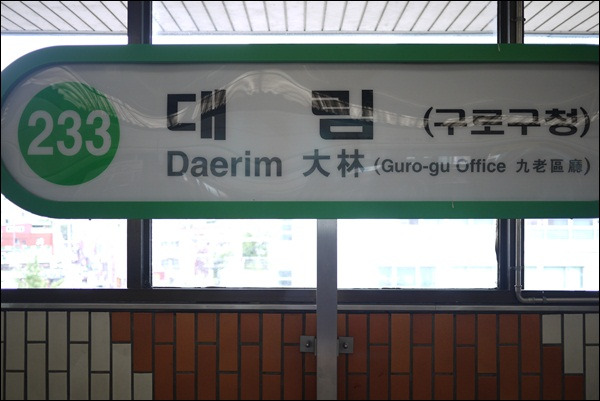 233
대 림 (구로구청)
Daerim 大林 (Guro-gu Office 九老區廳)